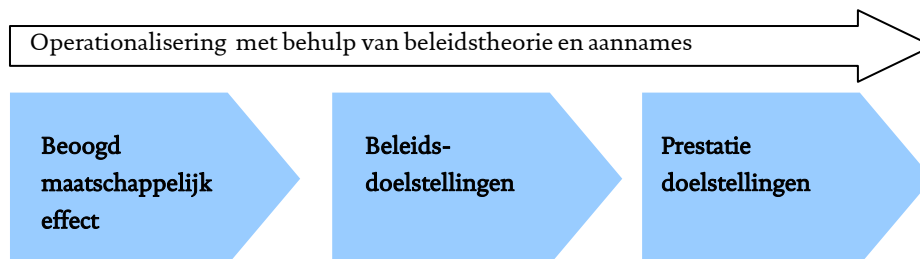 Operationalisering met behulp van beleidstheorie en aannames
Beoogd
maatschappelijk
effect
Beleids-
doelstellingen
Prestatie
doelstellingen